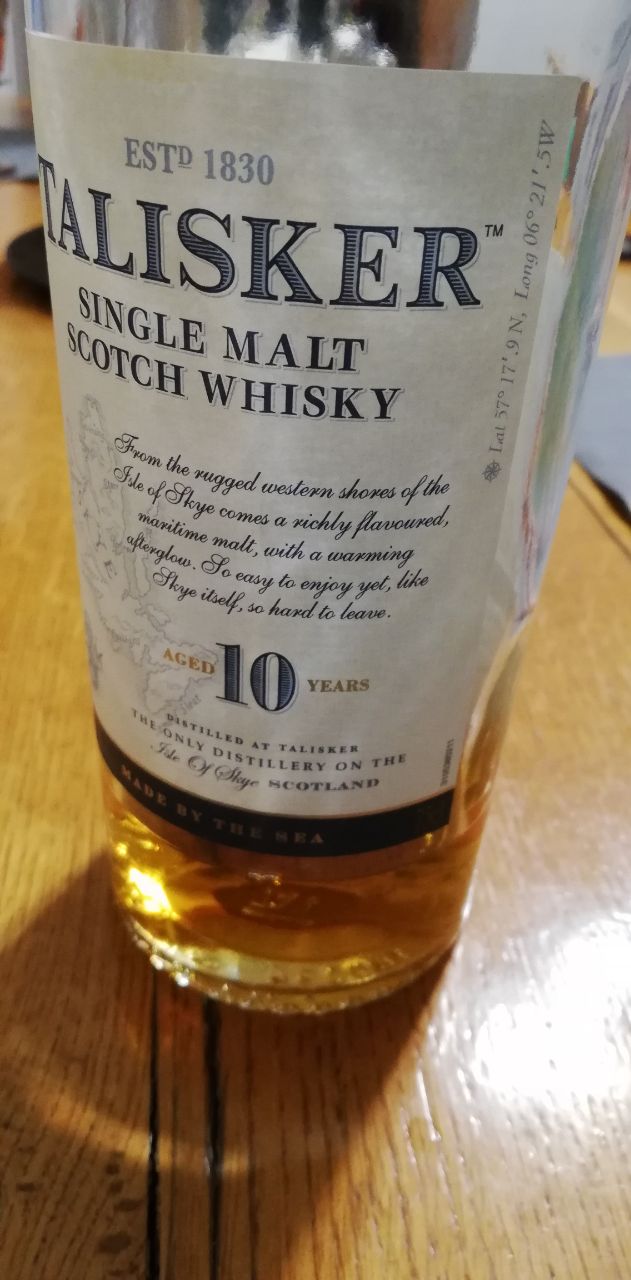 ESTD 1830
TALISKER™
SINGLE MALT
SCOTCH WHISKY
From the rugged western shores of the
Isle of Skye comes a richly flavoured,
maritime malt, with a warming
afterglow. So easy to enjoy yet, like
Skye itself, so hard to leave.
AGED 10 YEARS
DISTILLED AT TALISKER
THE ONLY DISTILLERY ON THE
Isle Of Skye SCOTLAND
MADE BY THE SEA
Lat 57° 17'.9 N, Long 06° 21'.5W